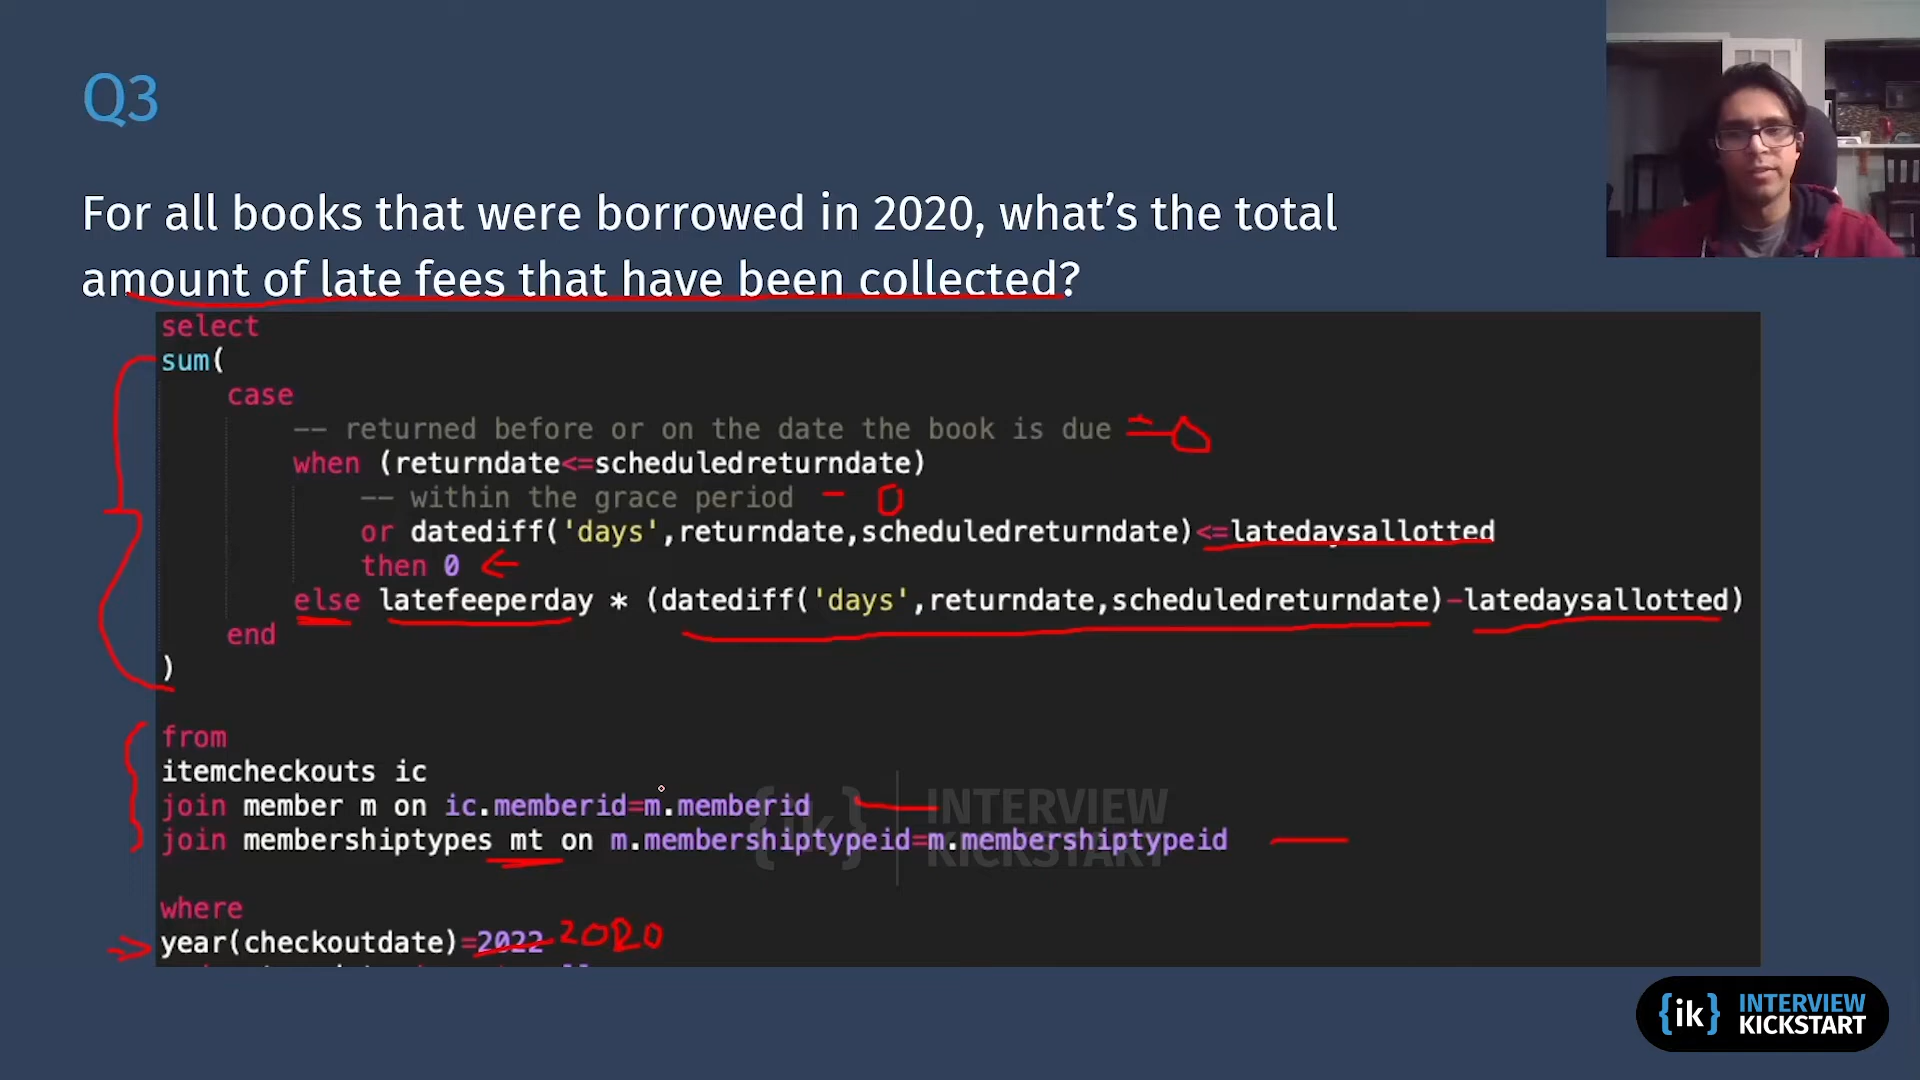 Q3
For all books that were borrowed in 2020, what’s the total
amount of late fees that have been collected?
select
sum(
case
-- returned before or on the date the book is due = 0
when (returndate<=scheduledreturndate)
-- within the grace period - 0
or datediff('days',returndate,scheduledreturndate)<=latedaysallotted
then 0
else latefeeperday * (datediff('days',returndate,scheduledreturndate)-latedaysallotted)
end
)
from
itemcheckouts ic
join member m on ic.memberid=m.memberid
join membershiptypes mt on m.membershiptypeid=m.membershiptypeid
where
year(checkoutdate)=2022 2020
{ik} INTERVIEW
KICKSTART
{ik} INTERVIEW
KICKSTART